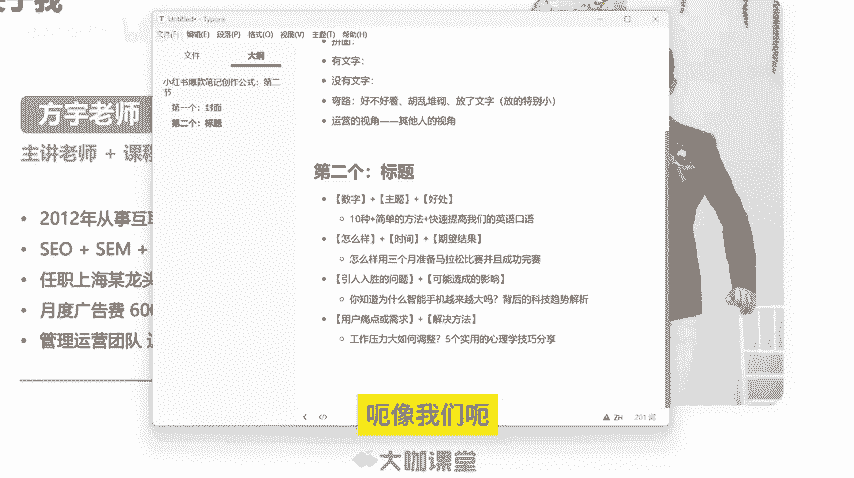 Untitled - Typora
文件(F) 编辑(E) 段落(P) 格式(O) 视图(V) 主题(T) 帮助(H)
文件 大纲
小红书爆款笔记创作公式：第二节
第一个：封面
第二个：标题
拼图：
有文字：
没有文字：
弯路：好不好看、胡乱堆砌、放了文字（放的特别小）
运营的视角——其他人的视角
第二个：标题
【数字】+【主题】+【好处】
10种+简单的方法+快速提高我们的英语口语
【怎么样】+【时间】+【期望结果】
怎么样用三个月准备马拉松比赛并且成功完赛
【引人入胜的问题】+【可能造成的影响】
你知道为什么智能手机越来越大吗？背后的科技趋势解析
【用户痛点或需求】+【解决方法】
工作压力大如何调整？5个实用的心理学技巧分享
ZH 201 词
方宇老师
主讲老师 + 课程
2012年从事互联
SEO + SEM +
任职上海某龙头
月度广告费 600
管理运营团队
呃像我们呃
大咖课堂